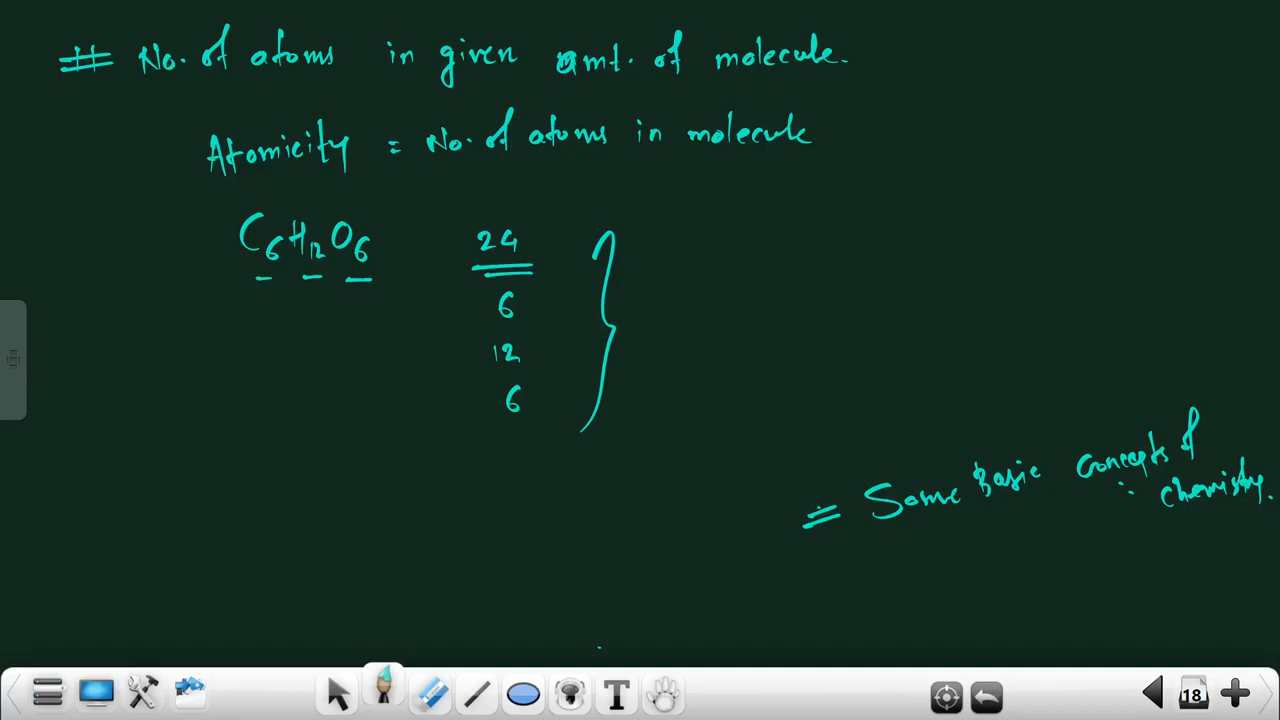 # No. of atoms in given amt. of molecule.
Atomicity = No. of atoms in molecule
C6H12O6 24
6
12
6
= Some Basic concepts of
chemistry.
T
18